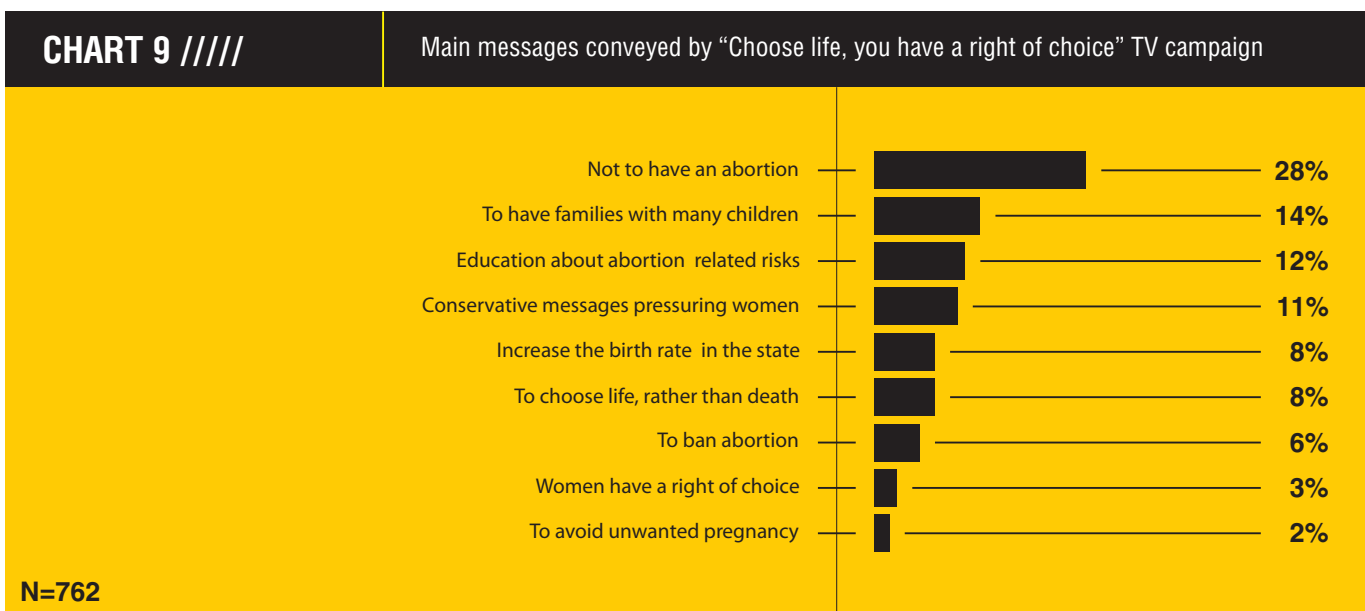 CHART 9 /////
Main messages conveyed by “Choose life, you have a right of choice” TV campaign
Not to have an abortion 28%
To have families with many children 14%
Education about abortion related risks 12%
Conservative messages pressuring women 11%
Increase the birth rate in the state 8%
To choose life, rather than death 8%
To ban abortion 6%
Women have a right of choice 3%
To avoid unwanted pregnancy 2%
N=762